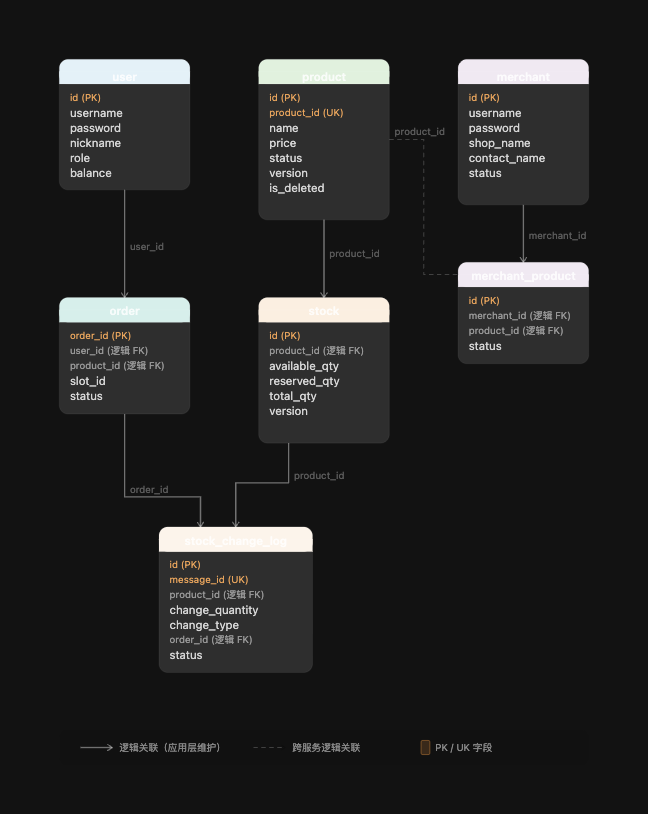 user
id (PK)
username
password
nickname
role
balance
product
id (PK)
product_id (UK)
name
price
status
version
is_deleted
merchant
id (PK)
username
password
shop_name
contact_name
status
product_id
user_id
product_id
merchant_id
order
order_id (PK)
user_id (逻辑 FK)
product_id (逻辑 FK)
slot_id
status
stock
id (PK)
product_id (逻辑 FK)
available_qty
reserved_qty
total_qty
version
merchant_product
id (PK)
merchant_id (逻辑 FK)
product_id (逻辑 FK)
status
order_id
product_id
stock_change_log
id (PK)
message_id (UK)
product_id (逻辑 FK)
change_quantity
change_type
order_id (逻辑 FK)
status
逻辑关联（应用层维护）
跨服务逻辑关联
PK / UK 字段